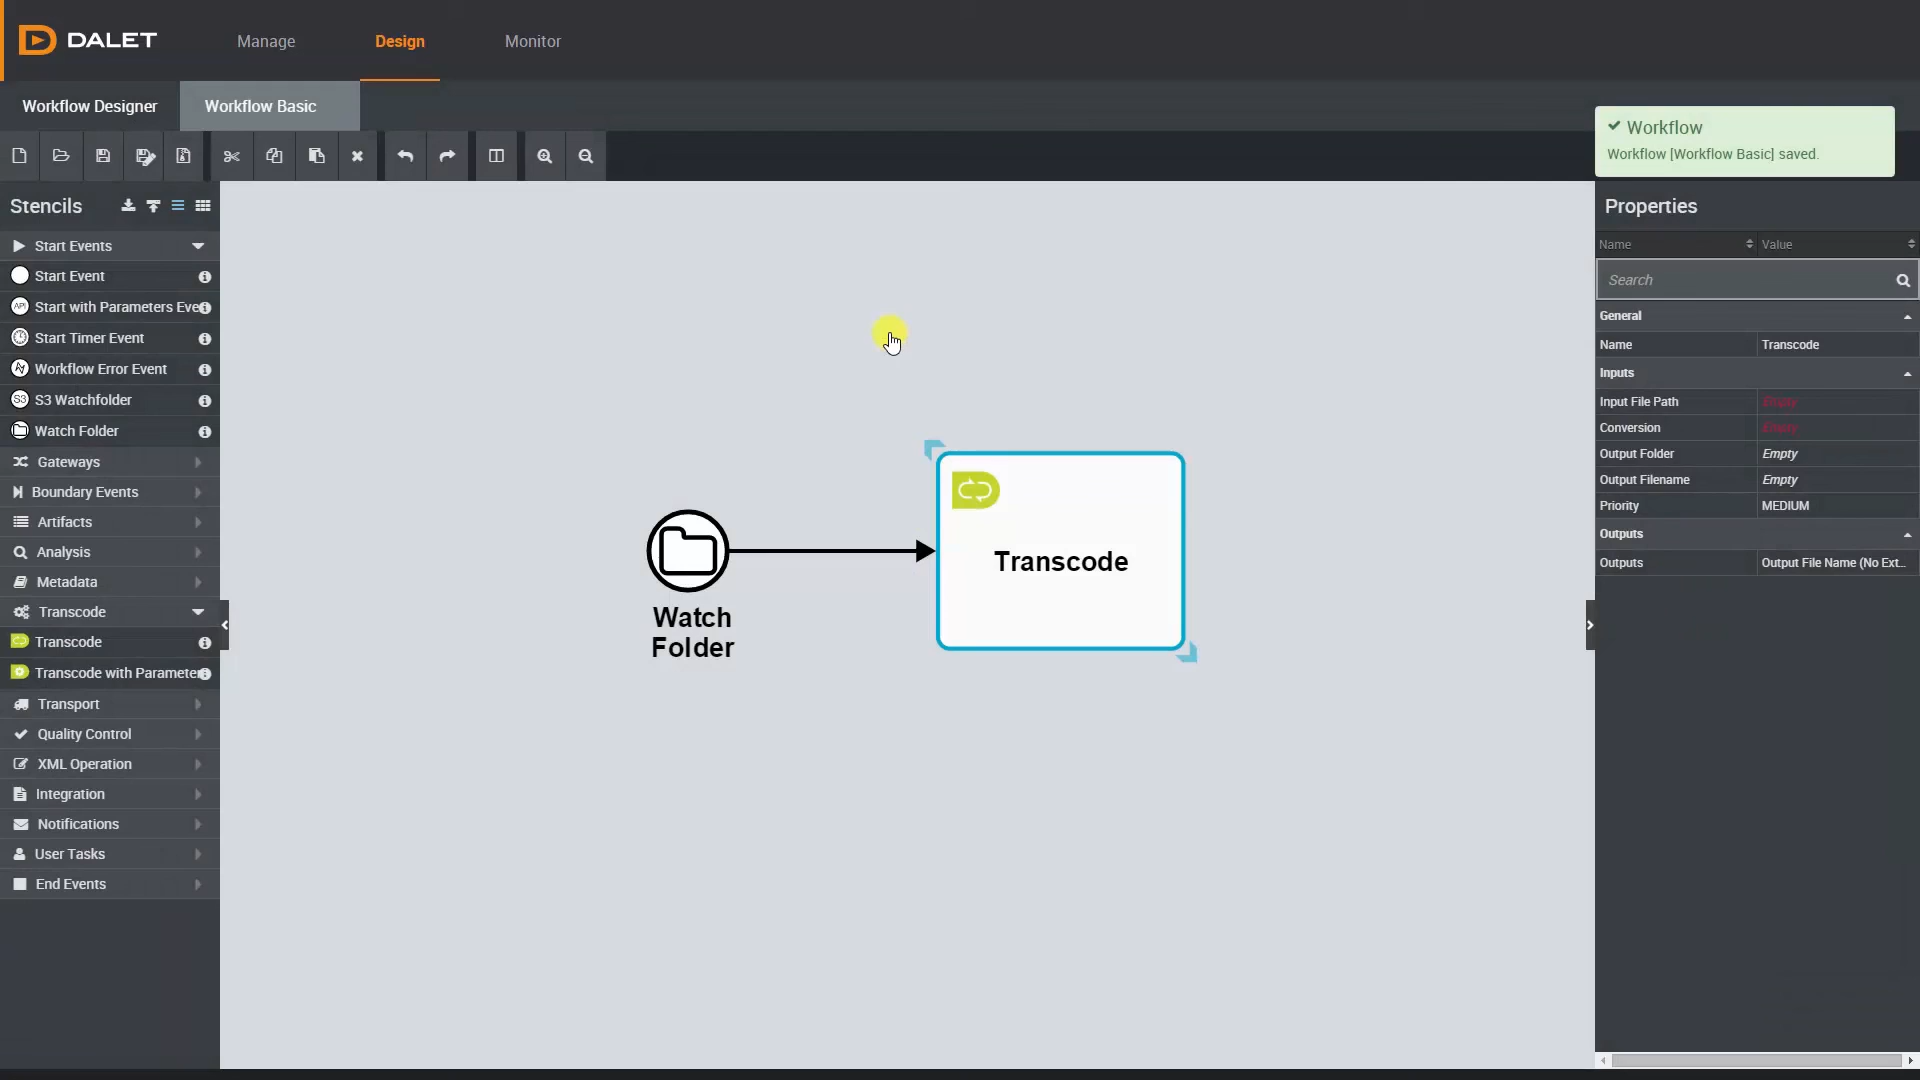 DALET
Manage
Design
Monitor
Workflow Designer
Workflow Basic
Workflow
Workflow [Workflow Basic] saved.
Stencils
Start Events
Start Event
Start with Parameters Eve
API
Start Timer Event
Workflow Error Event
S3 Watchfolder
S3
Watch Folder
Gateways
Boundary Events
Artifacts
Analysis
Metadata
Transcode
Transcode
Transcode with Paramete
Transport
Quality Control
XML Operation
Integration
Notifications
User Tasks
End Events
Watch
Folder
Transcode
Properties
Name Value
Search
General
Name Transcode
Inputs
Input File Path Empty
Conversion Empty
Output Folder Empty
Output Filename Empty
Priority MEDIUM
Outputs
Outputs Output File Name (No Ext...